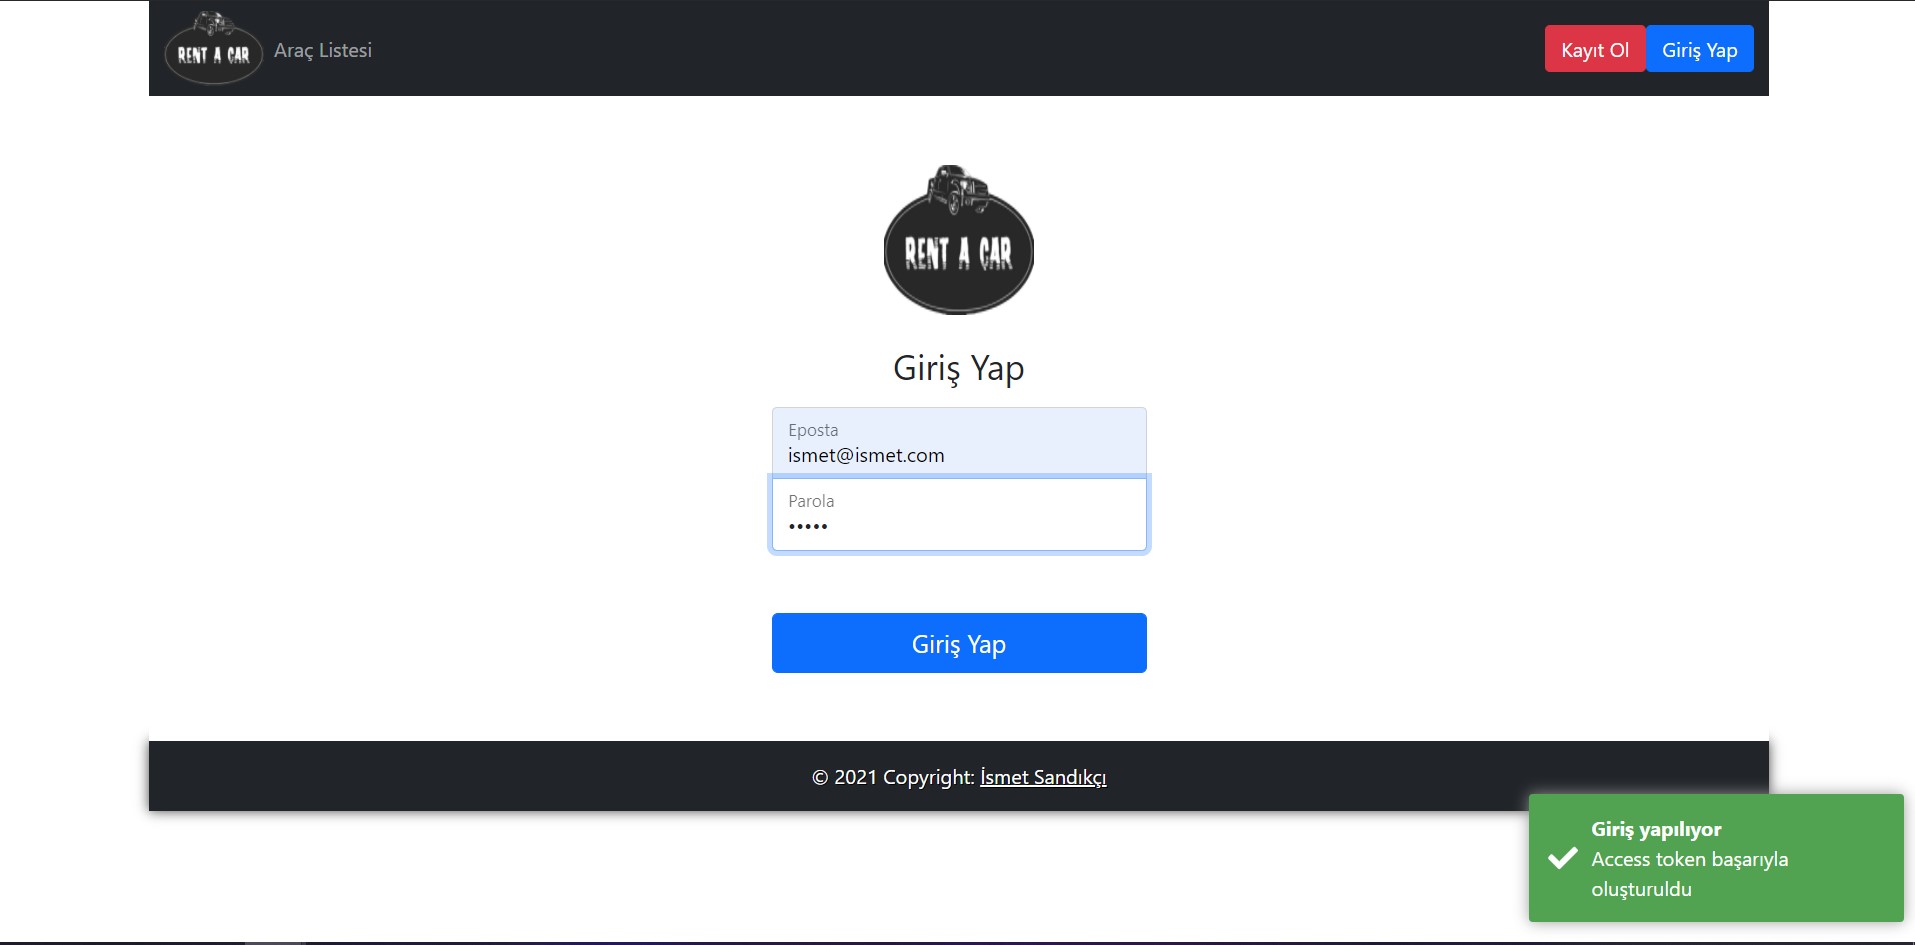 RENT A CAR
Araç Listesi
Kayıt Ol
Giriş Yap
RENT A CAR
Giriş Yap
Eposta
ismet@ismet.com
Parola
•••••
Giriş Yap
© 2021 Copyright: İsmet Sandıkçı
Giriş yapılıyor
Access token başarıyla
oluşturuldu